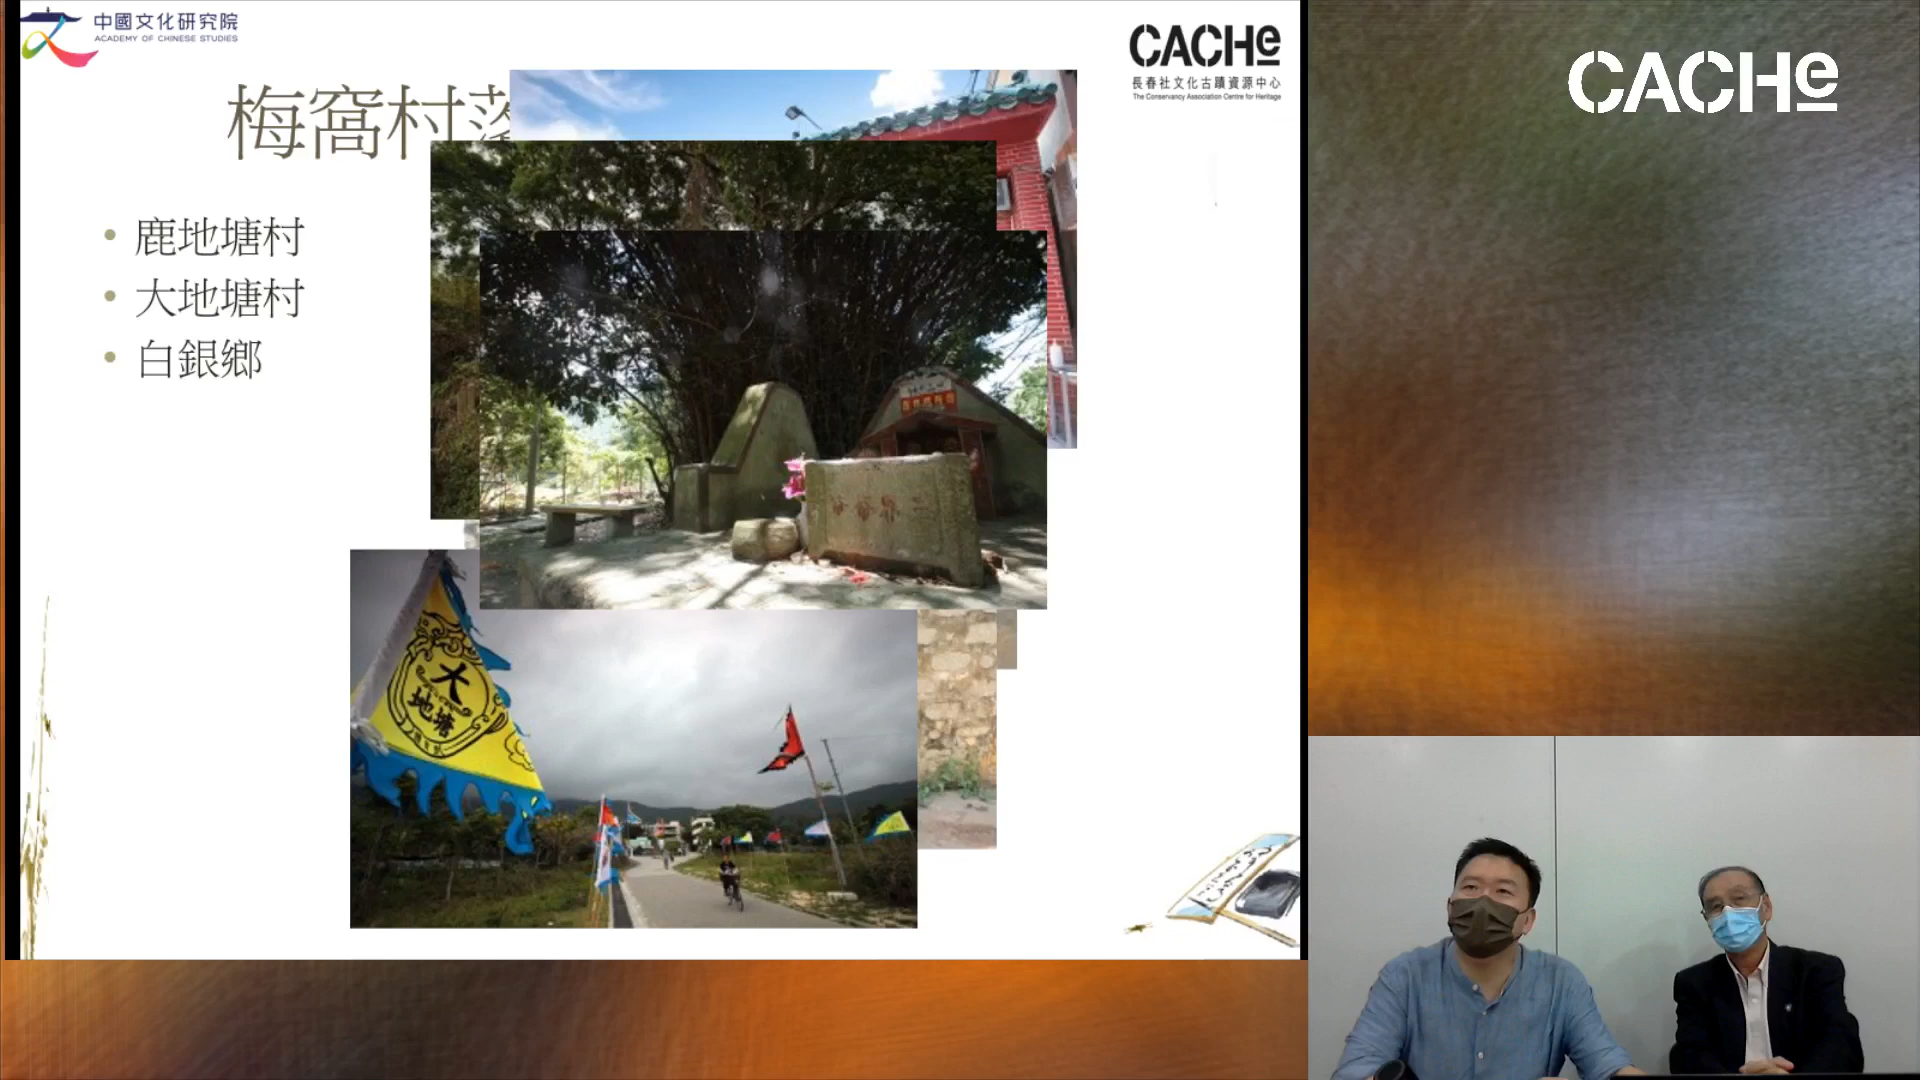 中國文化研究院
ACADEMY OF CHINESE STUDIES
CACHe
長春社文化古蹟資源中心
The Conservancy Association Centre for Heritage
CACHe
梅窩村落
鹿地塘村
大地塘村
白銀鄉
大
地塘